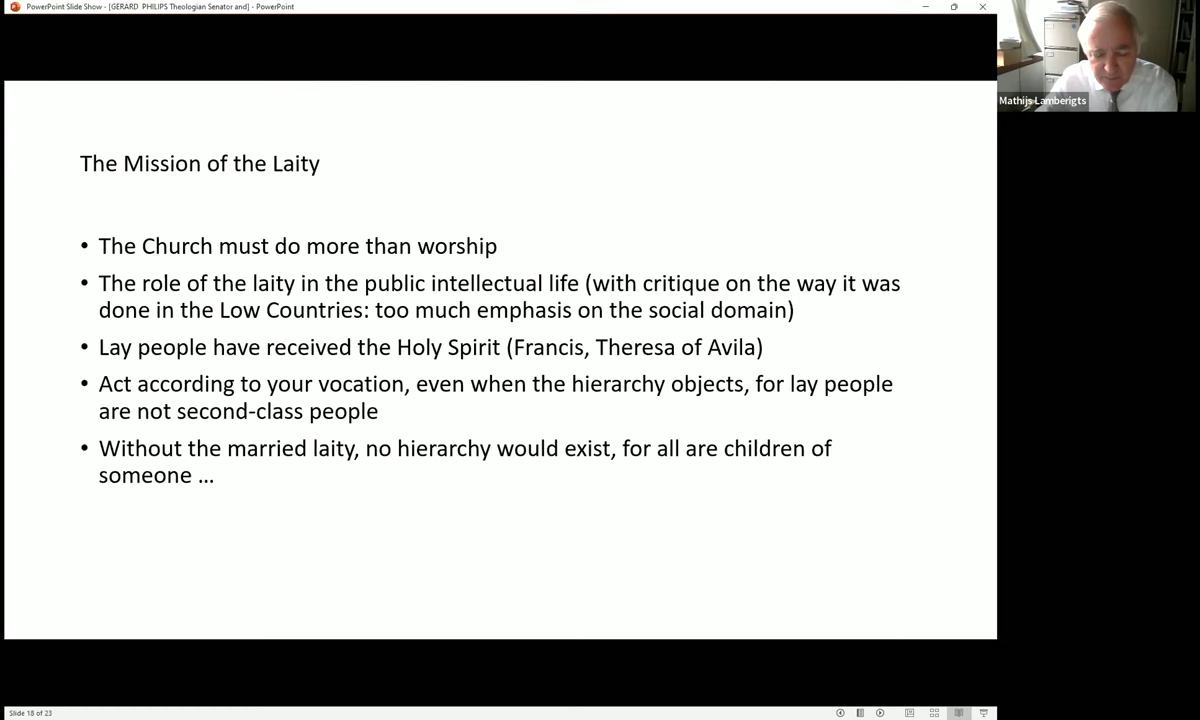 PowerPoint Slide Show - [GERARD PHILIPS Theologian Senator and] - PowerPoint
Mathijs Lamberigts
The Mission of the Laity
• The Church must do more than worship
• The role of the laity in the public intellectual life (with critique on the way it was
done in the Low Countries: too much emphasis on the social domain)
• Lay people have received the Holy Spirit (Francis, Theresa of Avila)
• Act according to your vocation, even when the hierarchy objects, for lay people
are not second-class people
• Without the married laity, no hierarchy would exist, for all are children of
someone ...
Slide 18 of 23